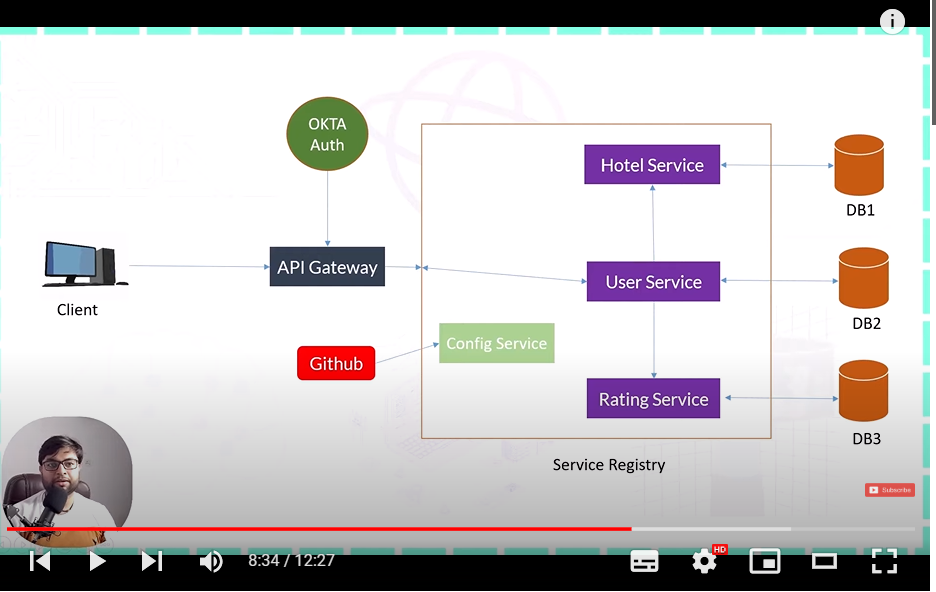 OKTA
Auth
Hotel Service
DB1
API Gateway
Client
User Service
DB2
Config Service
Github
Rating Service
DB3
Service Registry
Subscribe
8:34 / 12:27
HD